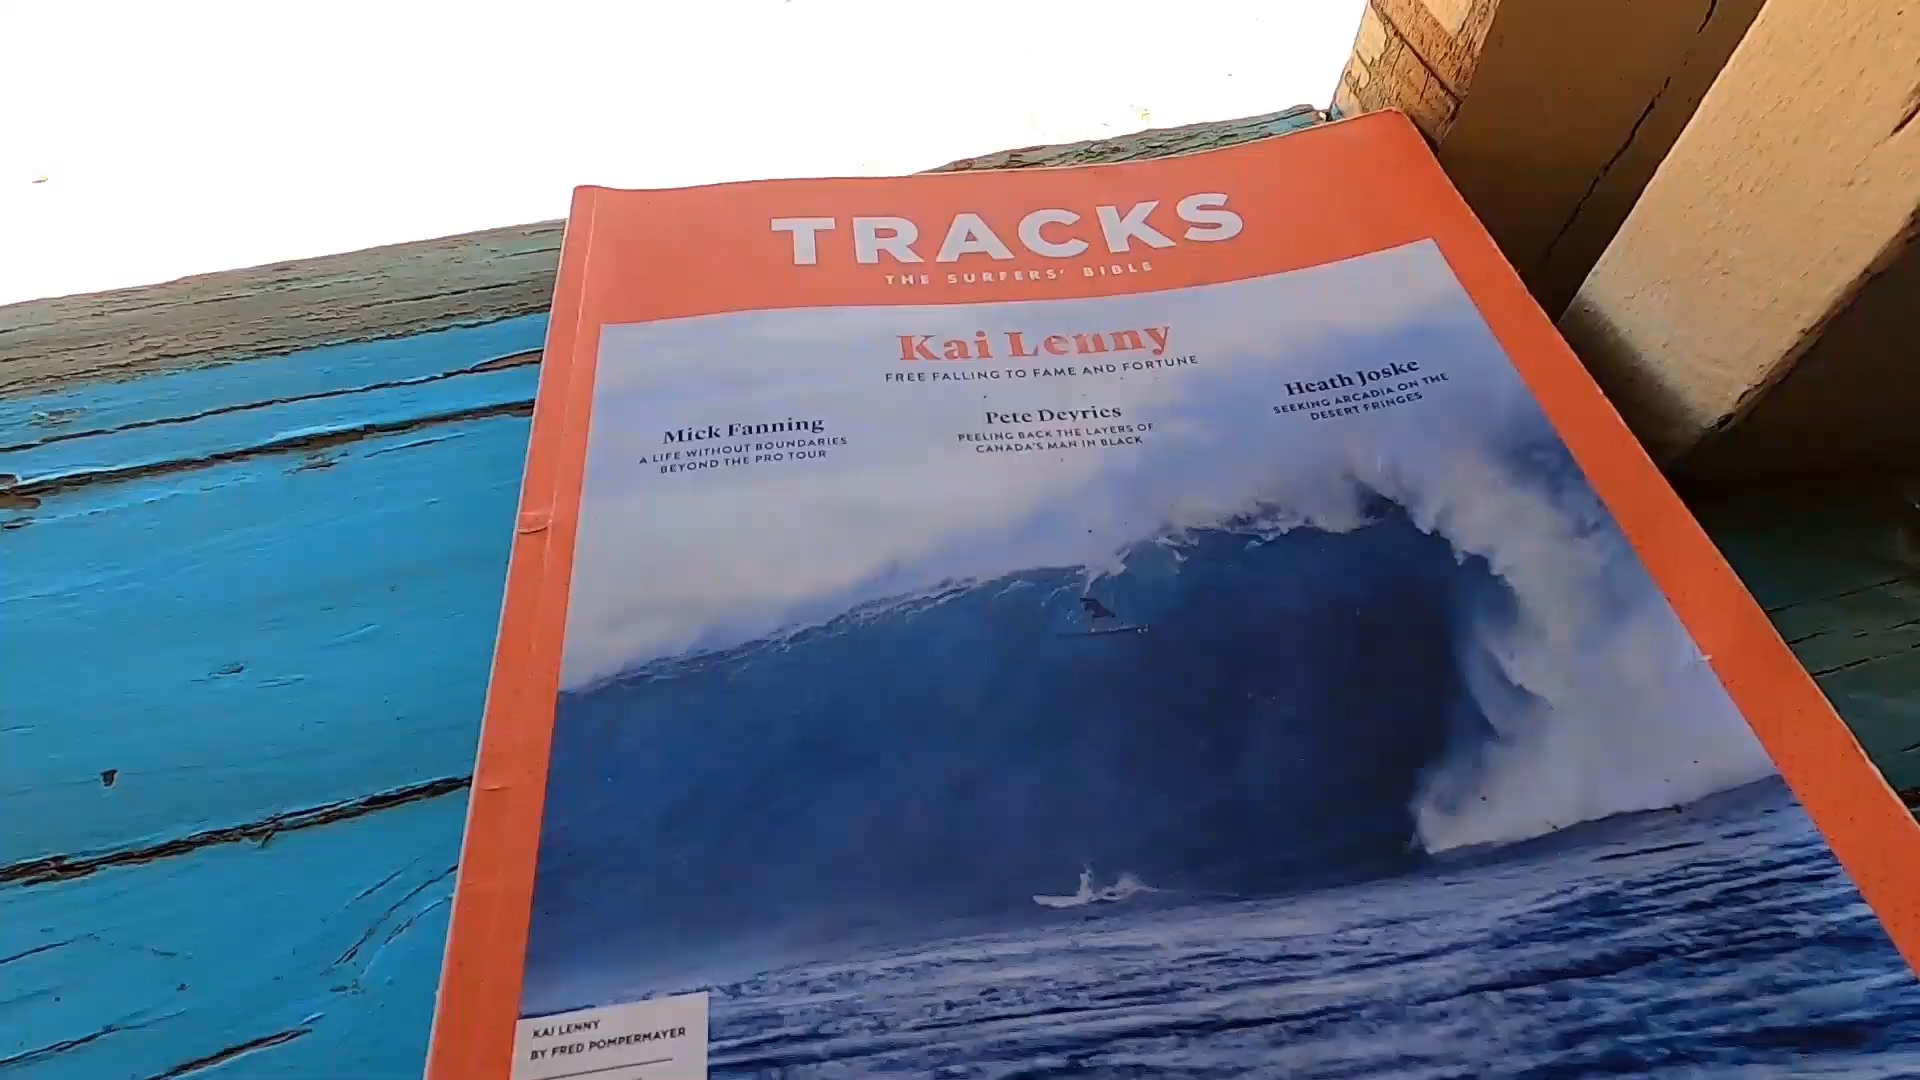 TRACKS
THE SURFERS' BIBLE
Kai Lenny
FREE FALLING TO FAME AND FORTUNE
Mick Fanning
A LIFE WITHOUT BOUNDARIES
BEYOND THE PRO TOUR
Pete Devries
PEELING BACK THE LAYERS OF
CANADA'S MAN IN BLACK
Heath Joske
SEEKING ARCADIA ON THE
DESERT FRINGES
KAI LENNY
BY FRED POMPERMAYER